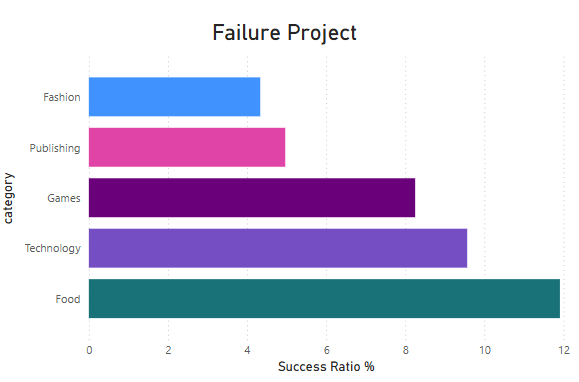 Failure Project
category
Fashion
Publishing
Games
Technology
Food
0 2 4 6 8 10 12
Success Ratio %